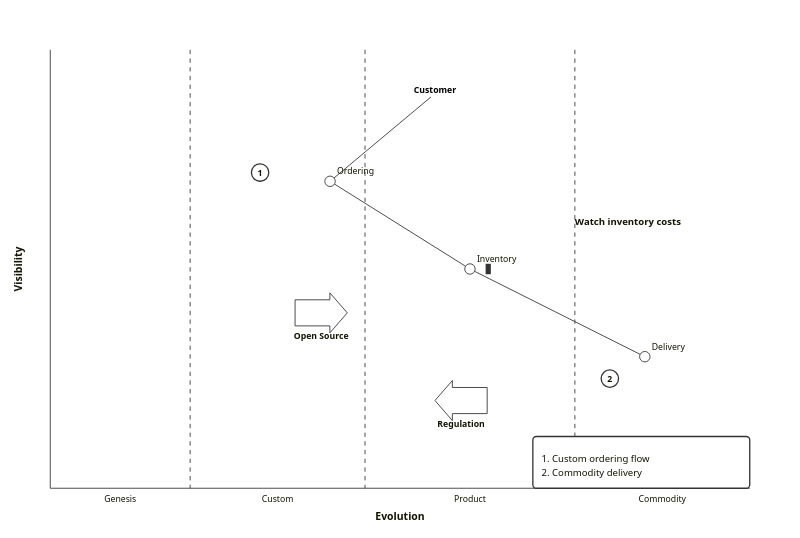 Customer
1
Ordering
Watch inventory costs
Visibility
Inventory
Open Source
Delivery
2
Regulation
1. Custom ordering flow
2. Commodity delivery
Genesis
Custom
Product
Commodity
Evolution